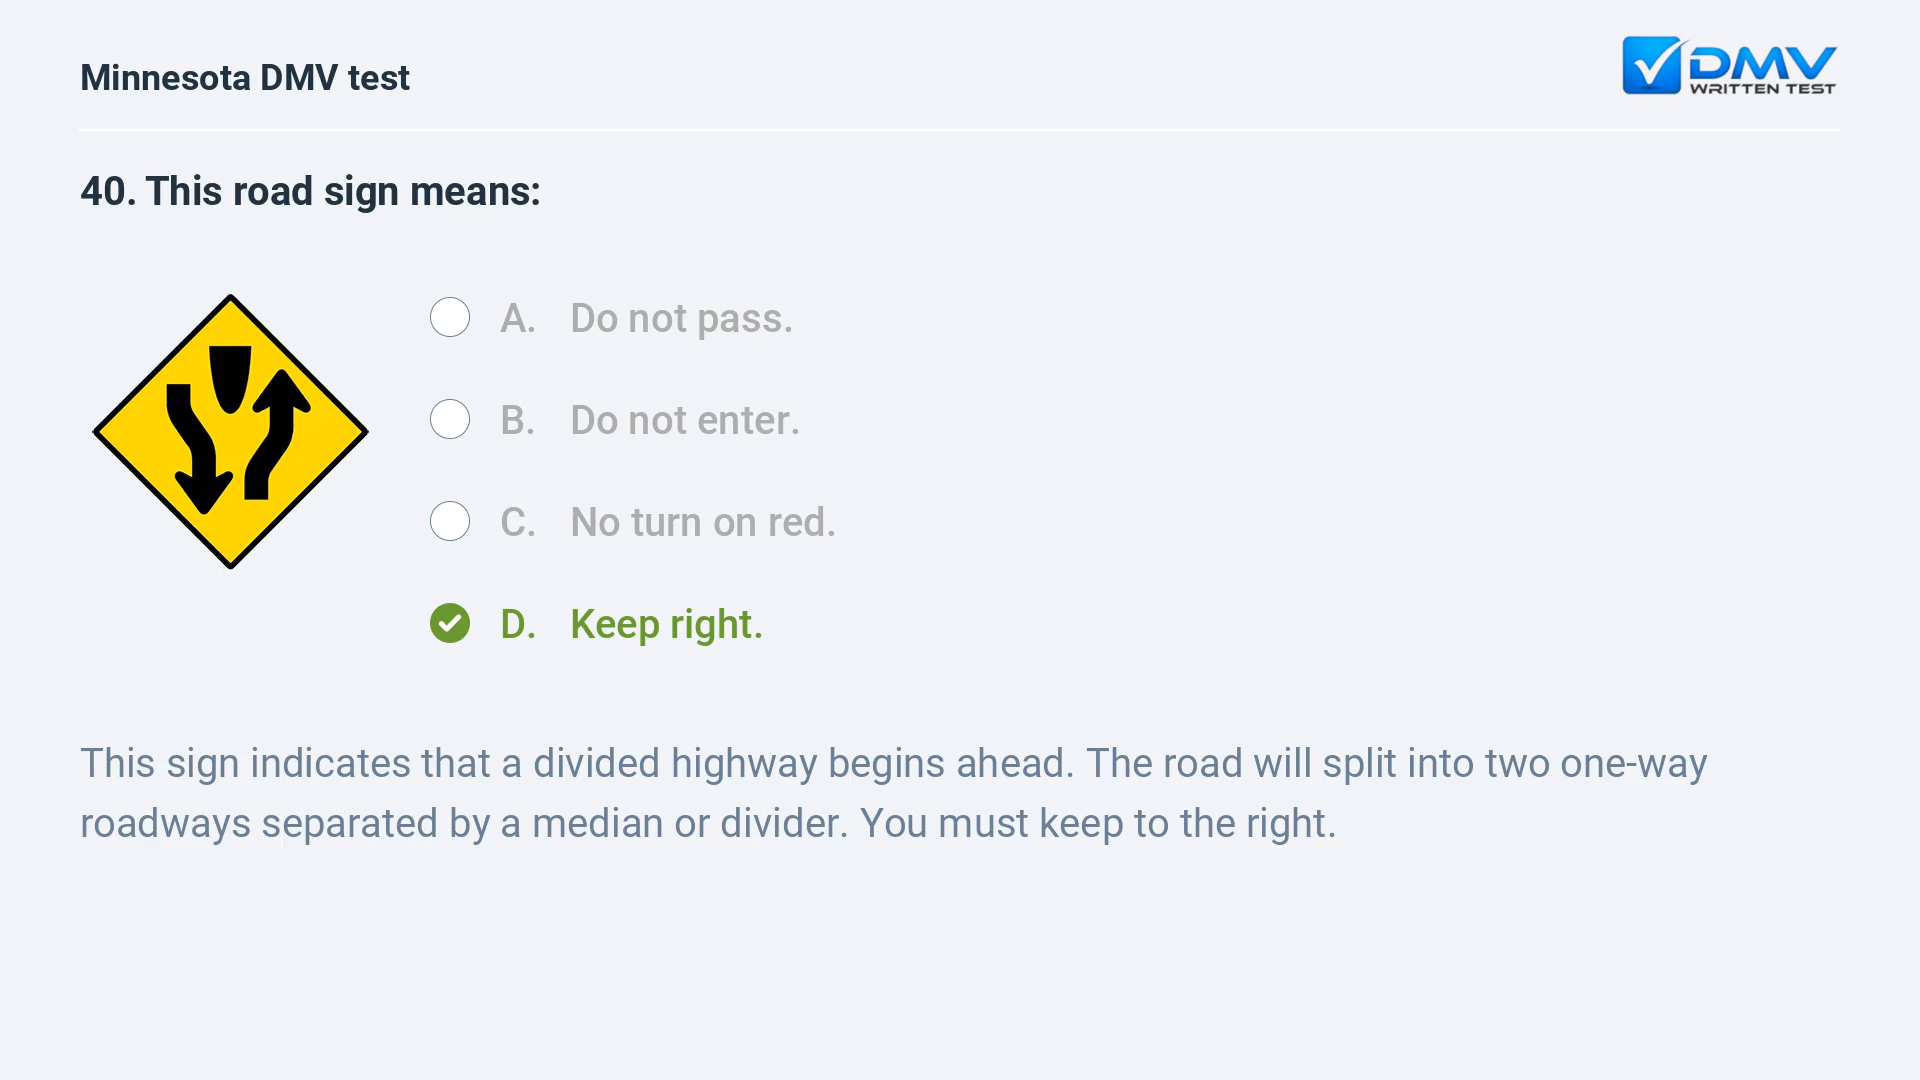 Minnesota DMV test
DMV
WRITTEN TEST
40. This road sign means:
A. Do not pass.
B. Do not enter.
C. No turn on red.
D. Keep right.
This sign indicates that a divided highway begins ahead. The road will split into two one-way
roadways separated by a median or divider. You must keep to the right.